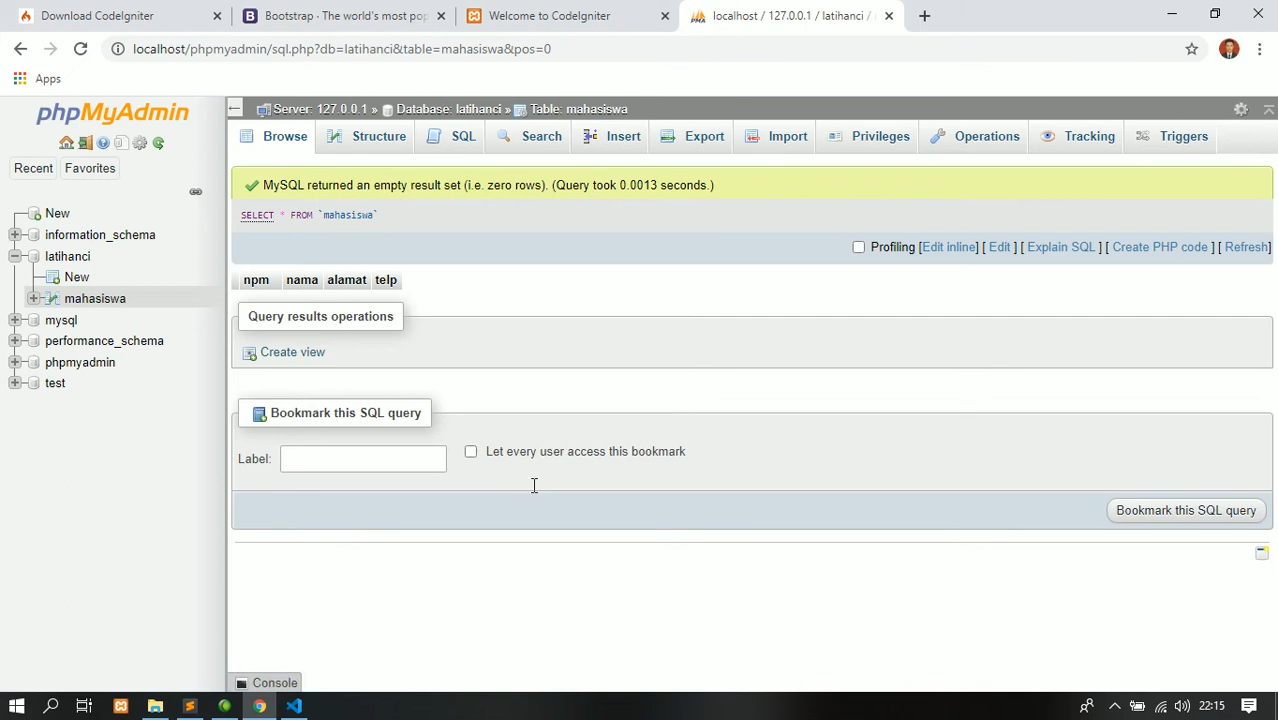 Download CodeIgniter
Bootstrap · The world's most pop
Welcome to CodeIgniter
localhost / 127.0.0.1 / latihanci /
localhost/phpmyadmin/sql.php?db=latihanci&table=mahasiswa&pos=0
Apps
phpMyAdmin
Recent
Favorites
New
information_schema
latihanci
New
mahasiswa
mysql
performance_schema
phpmyadmin
test
Server: 127.0.0.1 » Database: latihanci » Table: mahasiswa
Browse
Structure
SQL
Search
Insert
Export
Import
Privileges
Operations
Tracking
Triggers
MySQL returned an empty result set (i.e. zero rows). (Query took 0.0013 seconds.)
SELECT * FROM `mahasiswa`
Profiling [Edit inline] [ Edit ] [ Explain SQL ] [ Create PHP code ] [ Refresh]
npm nama alamat telp
Query results operations
Create view
Bookmark this SQL query
Label:
Let every user access this bookmark
Bookmark this SQL query
Console
22:15